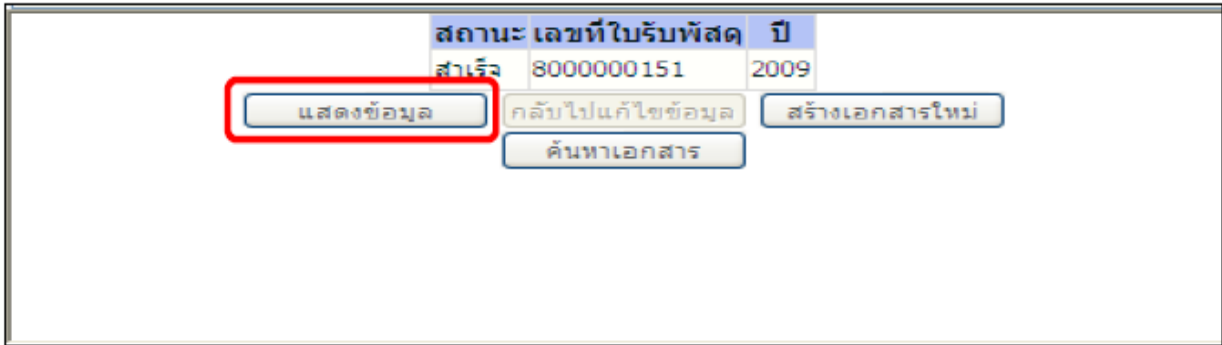 สถานะ เลขที่ใบรับพัสดุ ปี
สำเร็จ 8000000151 2009
แสดงข้อมูล กลับไปแก้ไขข้อมูล สร้างเอกสารใหม่
ค้นหาเอกสาร